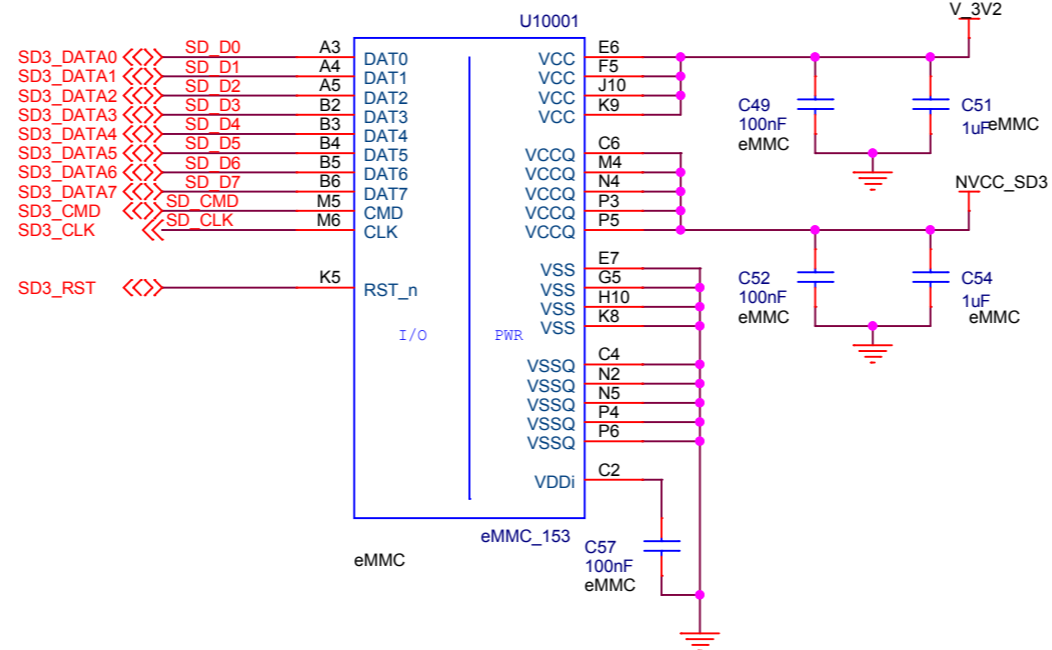 U10001
V_3V2
SD3_DATA0 SD_D0 A3 DAT0 VCC E6
SD3_DATA1 SD_D1 A4 DAT1 VCC F5
SD3_DATA2 SD_D2 A5 DAT2 VCC J10
SD3_DATA3 SD_D3 B2 DAT3 VCC K9
SD3_DATA4 SD_D4 B3 DAT4
SD3_DATA5 SD_D5 B4 DAT5 VCCQ C6
SD3_DATA6 SD_D6 B5 DAT6 VCCQ M4
SD3_DATA7 SD_D7 B6 DAT7 VCCQ N4
SD3_CMD SD_CMD M5 CMD VCCQ P3
SD3_CLK SD_CLK M6 CLK VCCQ P5
C49
100nF
eMMC
C51
1uF
eMMC
NVCC_SD3
SD3_RST K5 RST_n
VSS E7
VSS G5
VSS H10
VSS K8
C52
100nF
eMMC
C54
1uF
eMMC
I/O PWR
VSSQ C4
VSSQ N2
VSSQ N5
VSSQ P4
VSSQ P6
VDDi C2
eMMC_153
eMMC
C57
100nF
eMMC